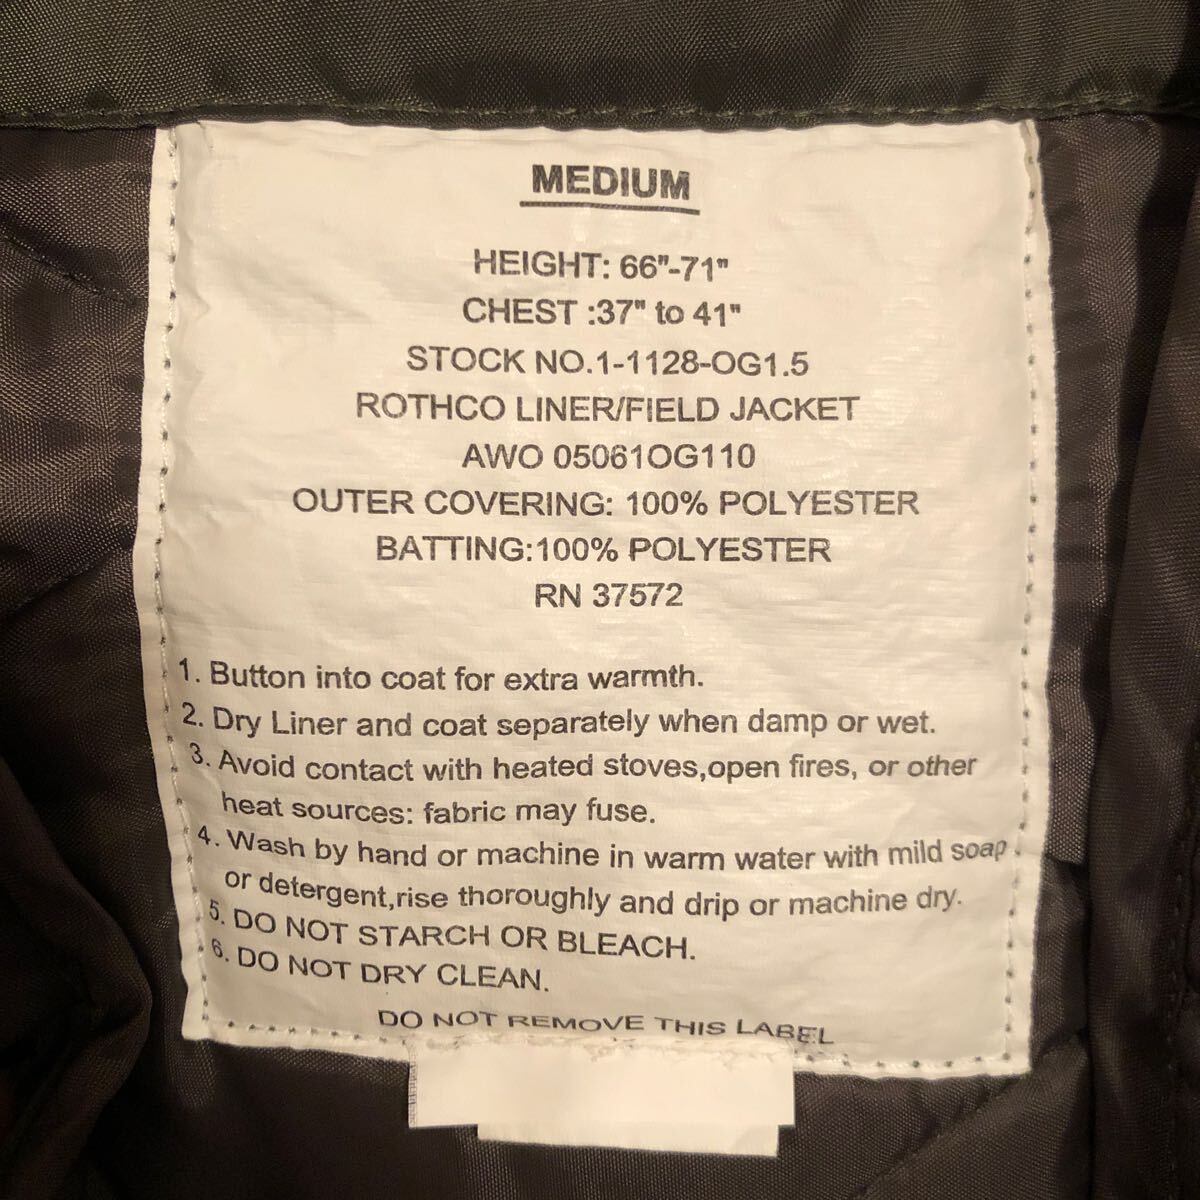 MEDIUM
HEIGHT: 66"-71"
CHEST :37" to 41"
STOCK NO.1-1128-OG1.5
ROTHCO LINER/FIELD JACKET
AWO 05061OG110
OUTER COVERING: 100% POLYESTER
BATTING:100% POLYESTER
RN 37572
1. Button into coat for extra warmth.
2. Dry Liner and coat separately when damp or wet.
3. Avoid contact with heated stoves,open fires, or other
heat sources: fabric may fuse.
4. Wash by hand or machine in warm water with mild soap
or detergent,rise thoroughly and drip or machine dry.
5. DO NOT STARCH OR BLEACH.
6. DO NOT DRY CLEAN.
DO NOT REMOVE THIS LABEL